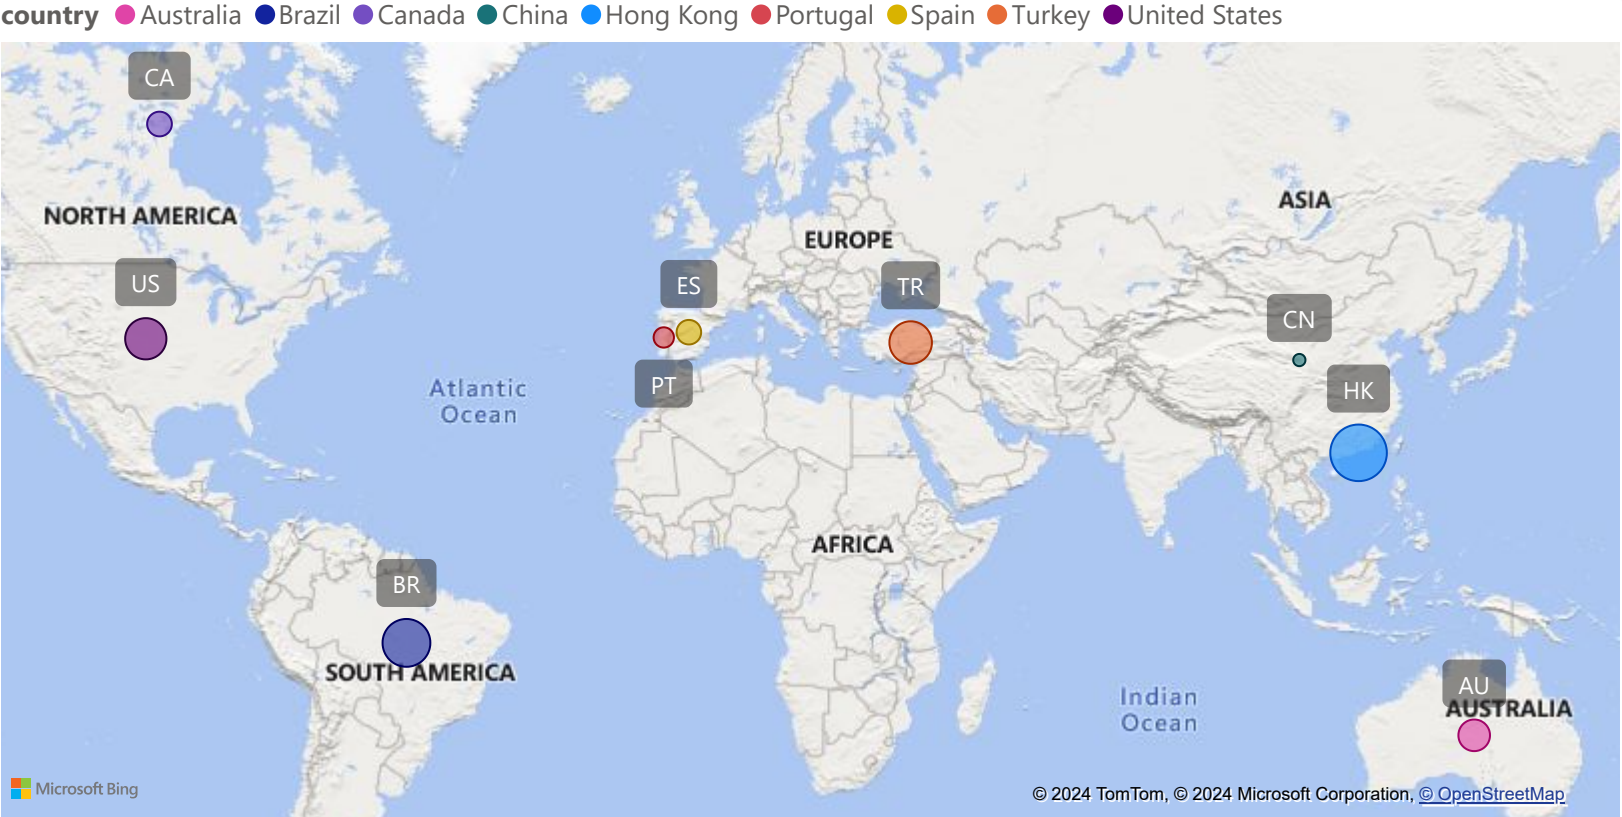 country Australia Brazil Canada China Hong Kong Portugal Spain Turkey United States
CA
ASIA
NORTH AMERICA
EUROPE
US
ES
TR
CN
PT
HK
Atlantic
Ocean
AFRICA
BR
SOUTH AMERICA
AU
Indian
Ocean
AUSTRALIA
Microsoft Bing
© 2024 TomTom, © 2024 Microsoft Corporation, © OpenStreetMap